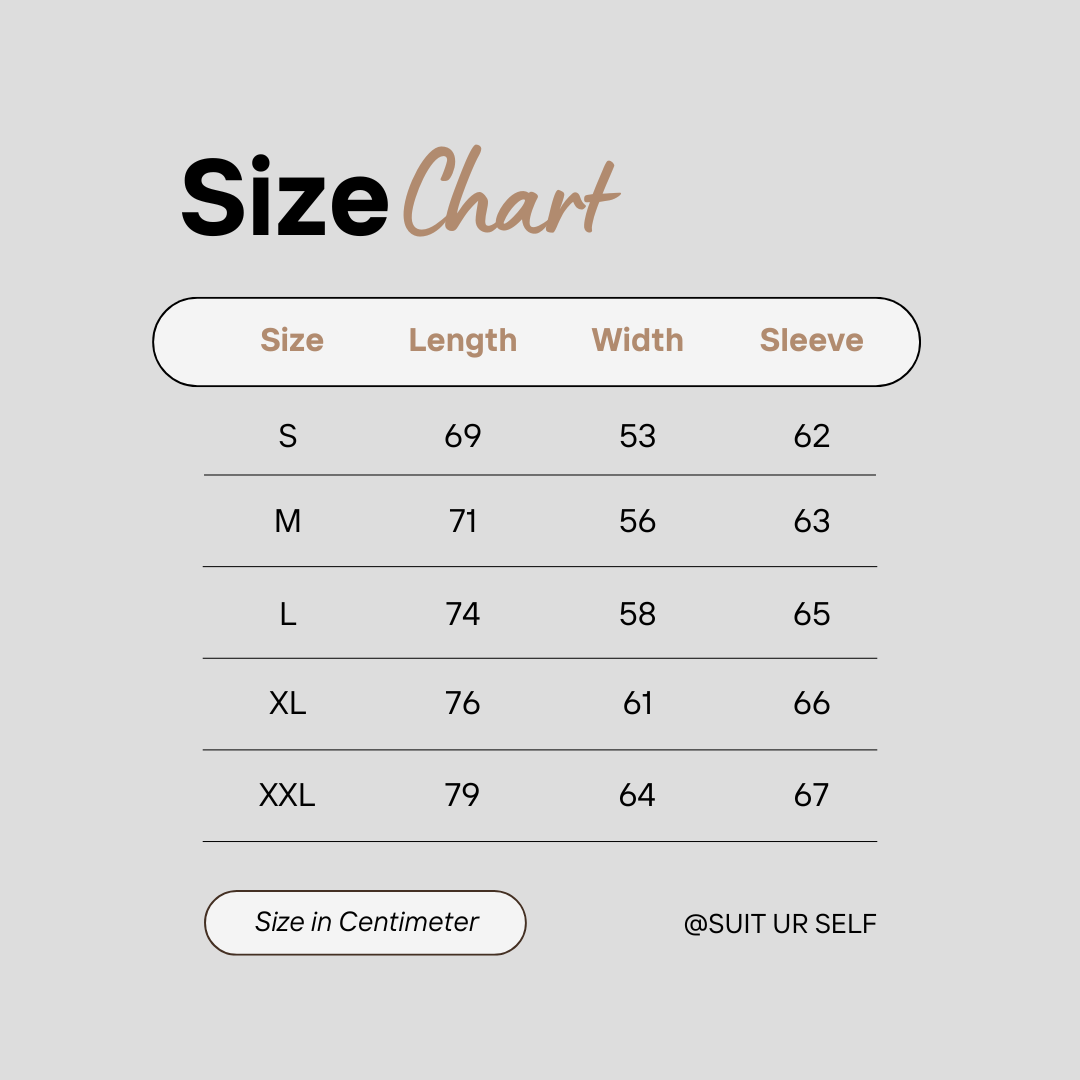 Size Chart
Size Length Width Sleeve
S 69 53 62
M 71 56 63
L 74 58 65
XL 76 61 66
XXL 79 64 67
Size in Centimeter @SUIT UR SELF